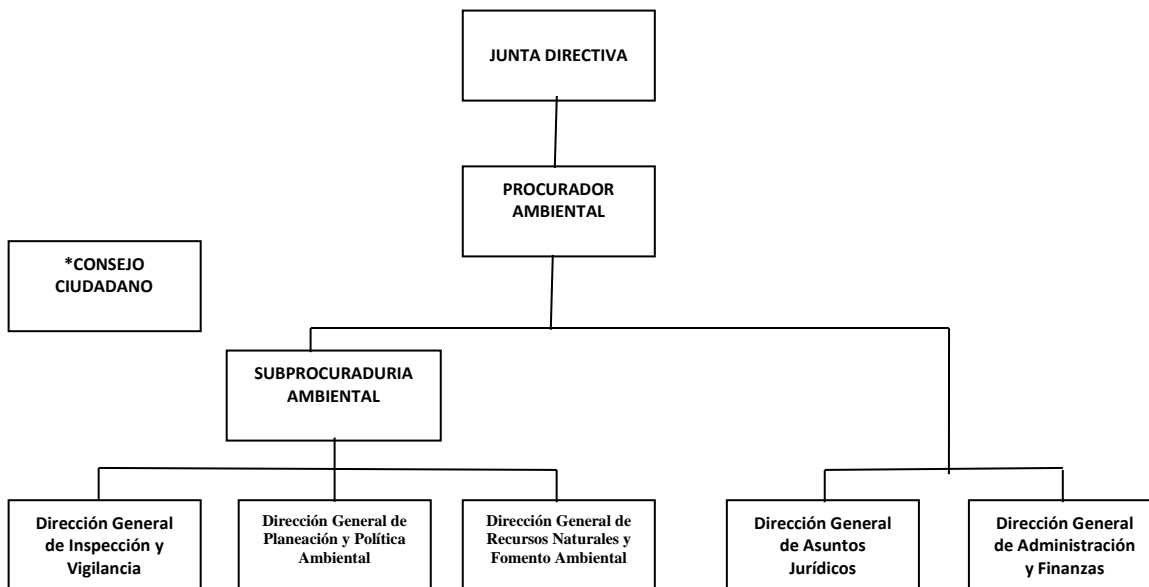 JUNTA DIRECTIVA
PROCURADOR
AMBIENTAL
*CONSEJO
CIUDADANO
SUBPROCURADURIA
AMBIENTAL
Dirección General
de Inspección y
Vigilancia
Dirección General de
Planeación y Política
Ambiental
Dirección General de
Recursos Naturales y
Fomento Ambiental
Dirección General
de Asuntos
Jurídicos
Dirección General
de Administración
y Finanzas